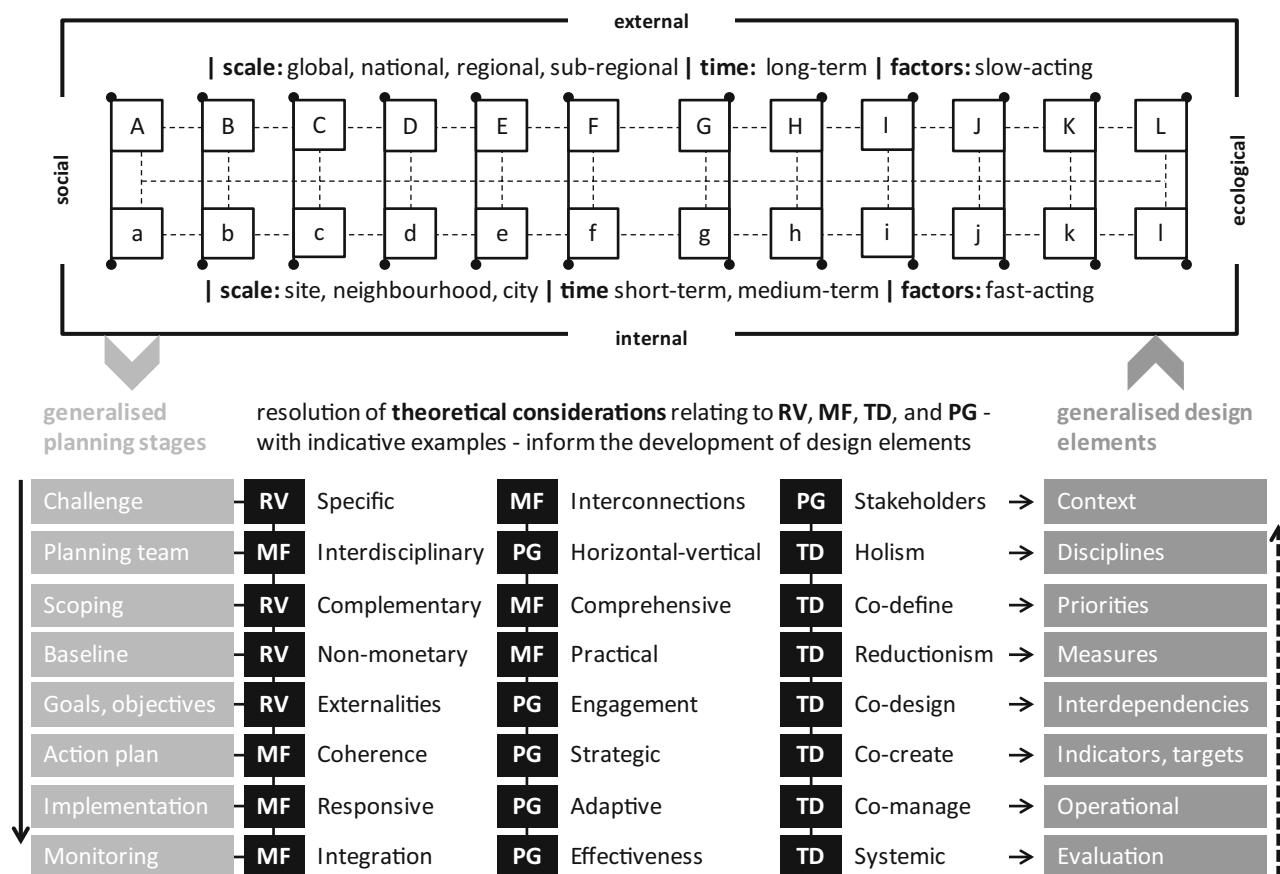 external
| scale: global, national, regional, sub-regional | time: long-term | factors: slow-acting
A B C D E F G H I J K L
social
ecological
a b c d e f g h i j k l
| scale: site, neighbourhood, city | time short-term, medium-term | factors: fast-acting
internal
generalised
planning stages
resolution of theoretical considerations relating to RV, MF, TD, and PG -
with indicative examples - inform the development of design elements
generalised design
elements
Challenge RV Specific MF Interconnections PG Stakeholders → Context
Planning team MF Interdisciplinary PG Horizontal-vertical TD Holism → Disciplines
Scoping RV Complementary MF Comprehensive TD Co-define → Priorities
Baseline RV Non-monetary MF Practical TD Reductionism → Measures
Goals, objectives RV Externalities PG Engagement TD Co-design → Interdependencies
Action plan MF Coherence PG Strategic TD Co-create → Indicators, targets
Implementation MF Responsive PG Adaptive TD Co-manage → Operational
Monitoring MF Integration PG Effectiveness TD Systemic → Evaluation